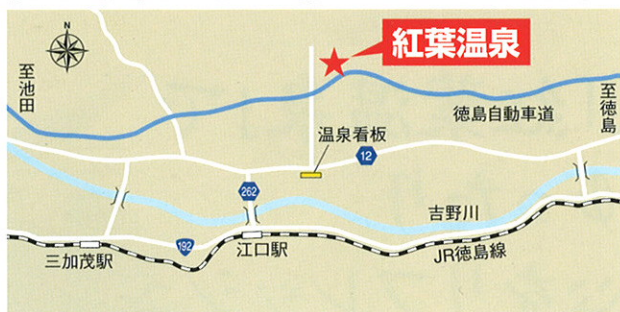 N
紅葉温泉
至池田
至徳島
徳島自動車道
温泉看板
12
262
吉野川
192
江口駅
三加茂駅
JR徳島線